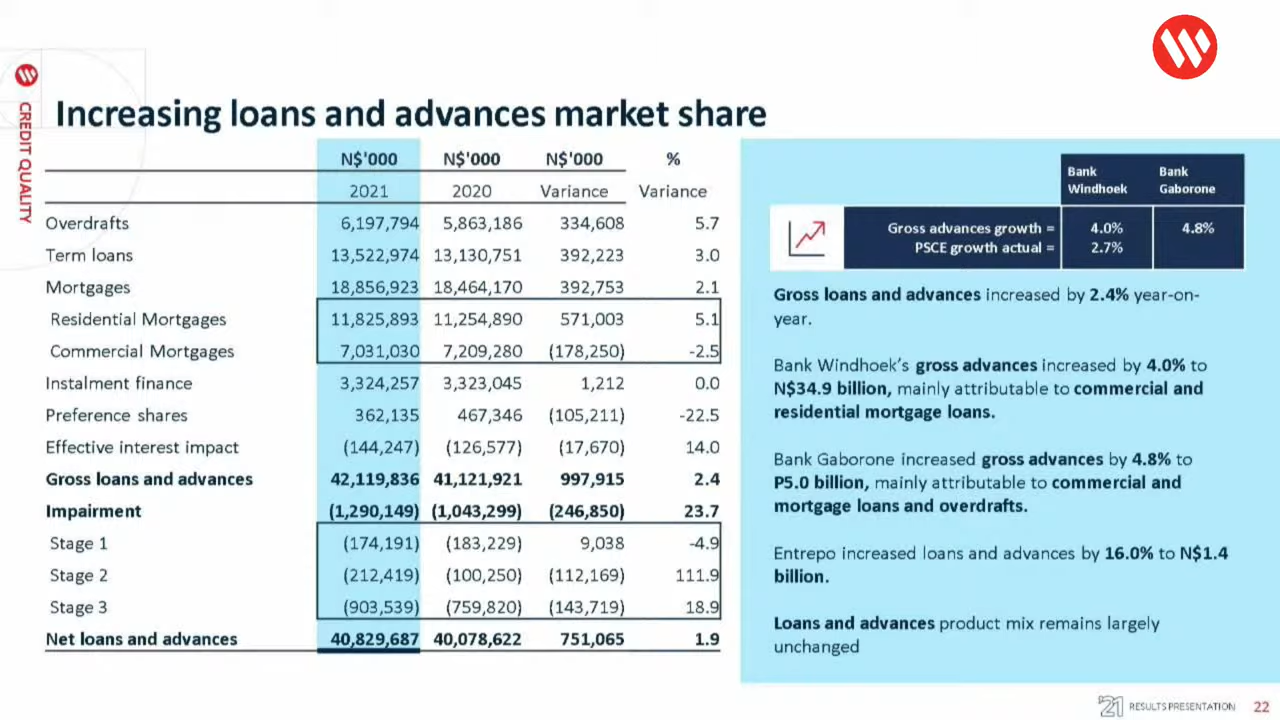 CREDIT QUALITY
Increasing loans and advances market share
N$'000 N$'000 N$'000 %
2021 2020 Variance Variance
Overdrafts 6,197,794 5,863,186 334,608 5.7
Term loans 13,522,974 13,130,751 392,223 3.0
Mortgages 18,856,923 18,464,170 392,753 2.1
Residential Mortgages 11,825,893 11,254,890 571,003 5.1
Commercial Mortgages 7,031,030 7,209,280 (178,250) -2.5
Instalment finance 3,324,257 3,323,045 1,212 0.0
Preference shares 362,135 467,346 (105,211) -22.5
Effective interest impact (144,247) (126,577) (17,670) 14.0
Gross loans and advances 42,119,836 41,121,921 997,915 2.4
Impairment (1,290,149) (1,043,299) (246,850) 23.7
Stage 1 (174,191) (183,229) 9,038 -4.9
Stage 2 (212,419) (100,250) (112,169) 111.9
Stage 3 (903,539) (759,820) (143,719) 18.9
Net loans and advances 40,829,687 40,078,622 751,065 1.9
Bank Bank
Windhoek Gaborone
Gross advances growth = 4.0% 4.8%
PSCE growth actual = 2.7%
Gross loans and advances increased by 2.4% year-on-
year.
Bank Windhoek's gross advances increased by 4.0% to
N$34.9 billion, mainly attributable to commercial and
residential mortgage loans.
Bank Gaborone increased gross advances by 4.8% to
P5.0 billion, mainly attributable to commercial and
mortgage loans and overdrafts.
Entrepo increased loans and advances by 16.0% to N$1.4
billion.
Loans and advances product mix remains largely
unchanged
'21 RESULTS PRESENTATION 22